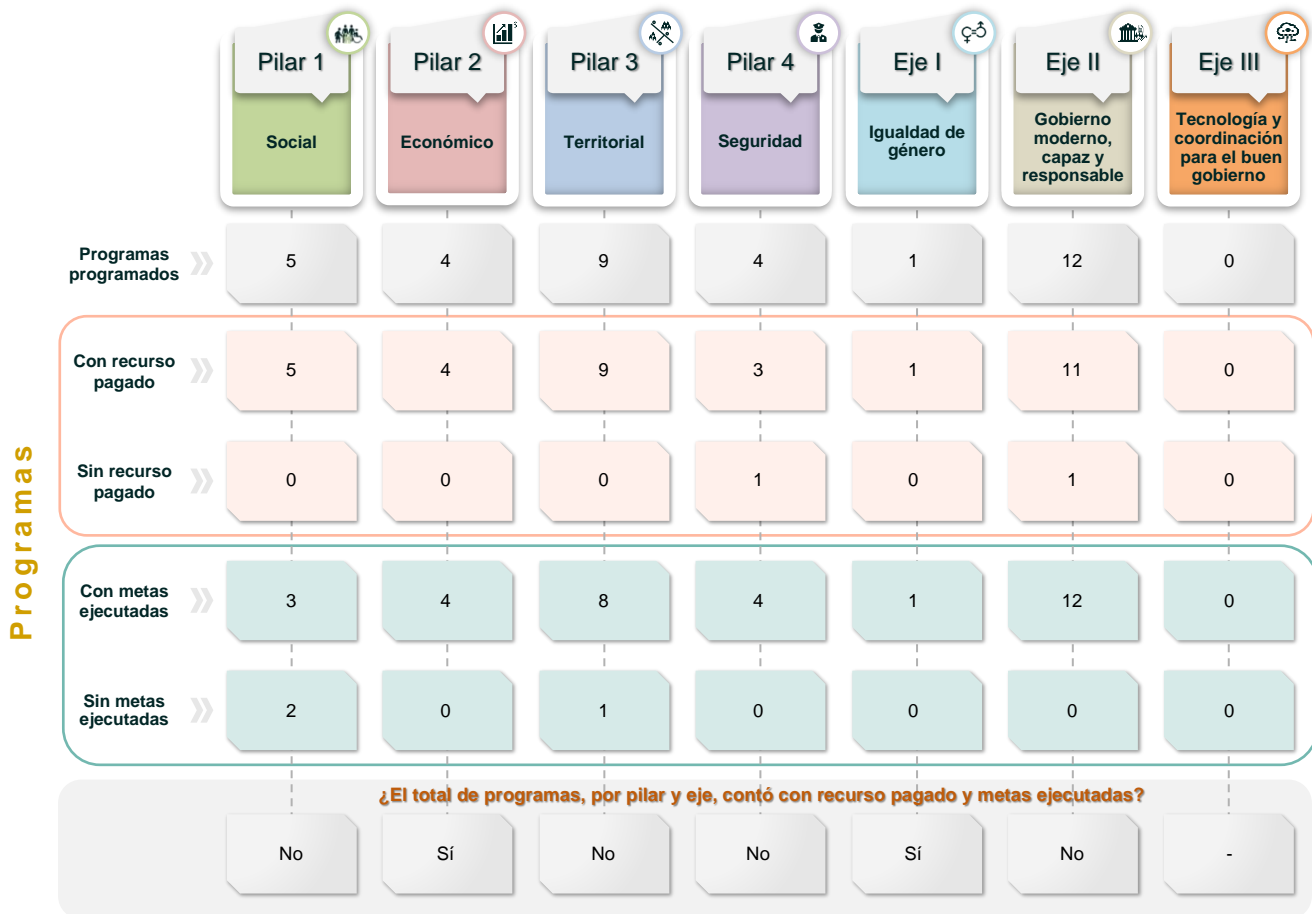 Pilar 1
Pilar 2
Pilar 3
Pilar 4
Eje I
Eje II
Eje III
Social
Económico
Territorial
Seguridad
Igualdad de
género
Gobierno
moderno,
capaz y
responsable
Tecnología y
coordinación
para el buen
gobierno
Programas
Programas
programados
5 4 9 4 1 12 0
Con recurso
pagado
5 4 9 3 1 11 0
Sin recurso
pagado
0 0 0 1 0 1 0
Con metas
ejecutadas
3 4 8 4 1 12 0
Sin metas
ejecutadas
2 0 1 0 0 0 0
¿El total de programas, por pilar y eje, contó con recurso pagado y metas ejecutadas?
No Sí No No Sí No -